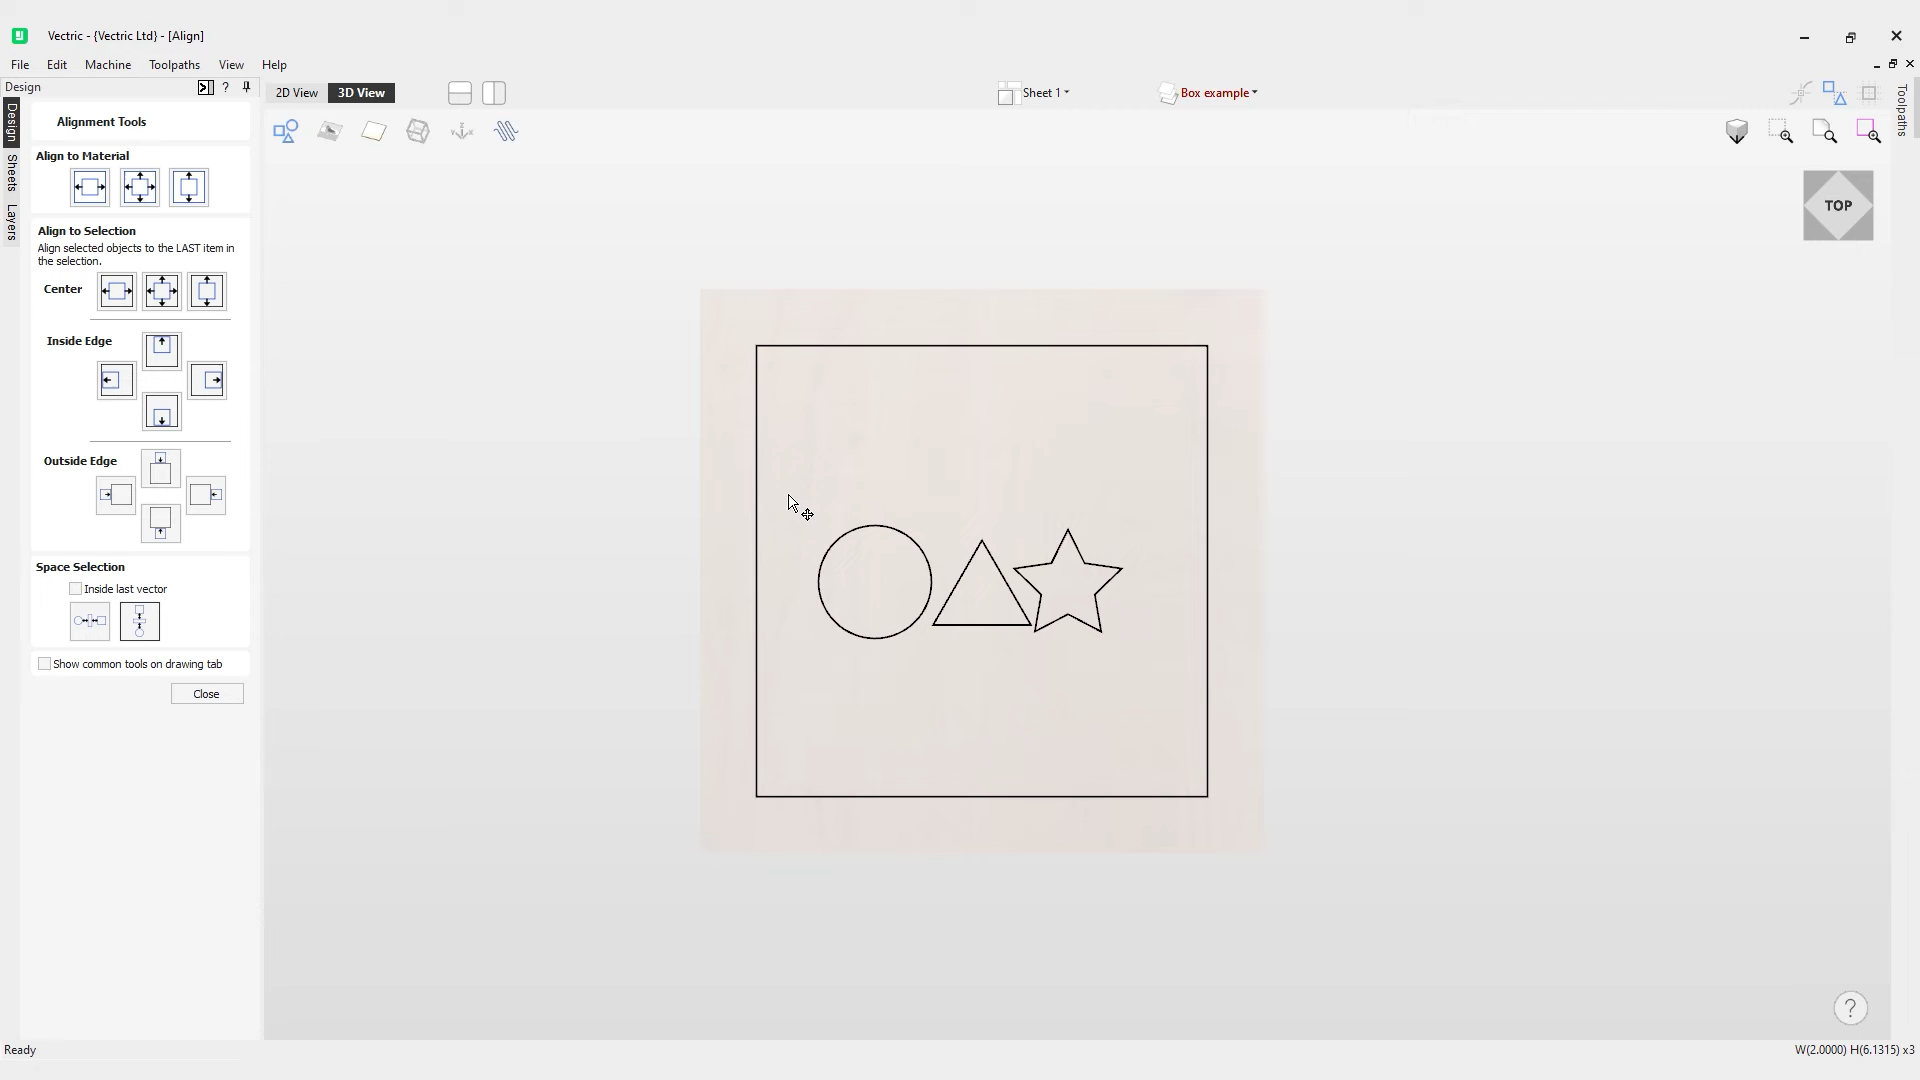 Vectric - {Vectric Ltd} - [Align]
File Edit Machine Toolpaths View Help
Design ?
2D View 3D View Sheet 1 Box example
Toolpaths
Design
Sheets
Layers
Alignment Tools
Align to Material
TOP
Align to Selection
Align selected objects to the LAST item in
the selection.
Center
Inside Edge
Outside Edge
Space Selection
Inside last vector
Show common tools on drawing tab
Close
?
Ready W(2.0000) H(6.1315) x3